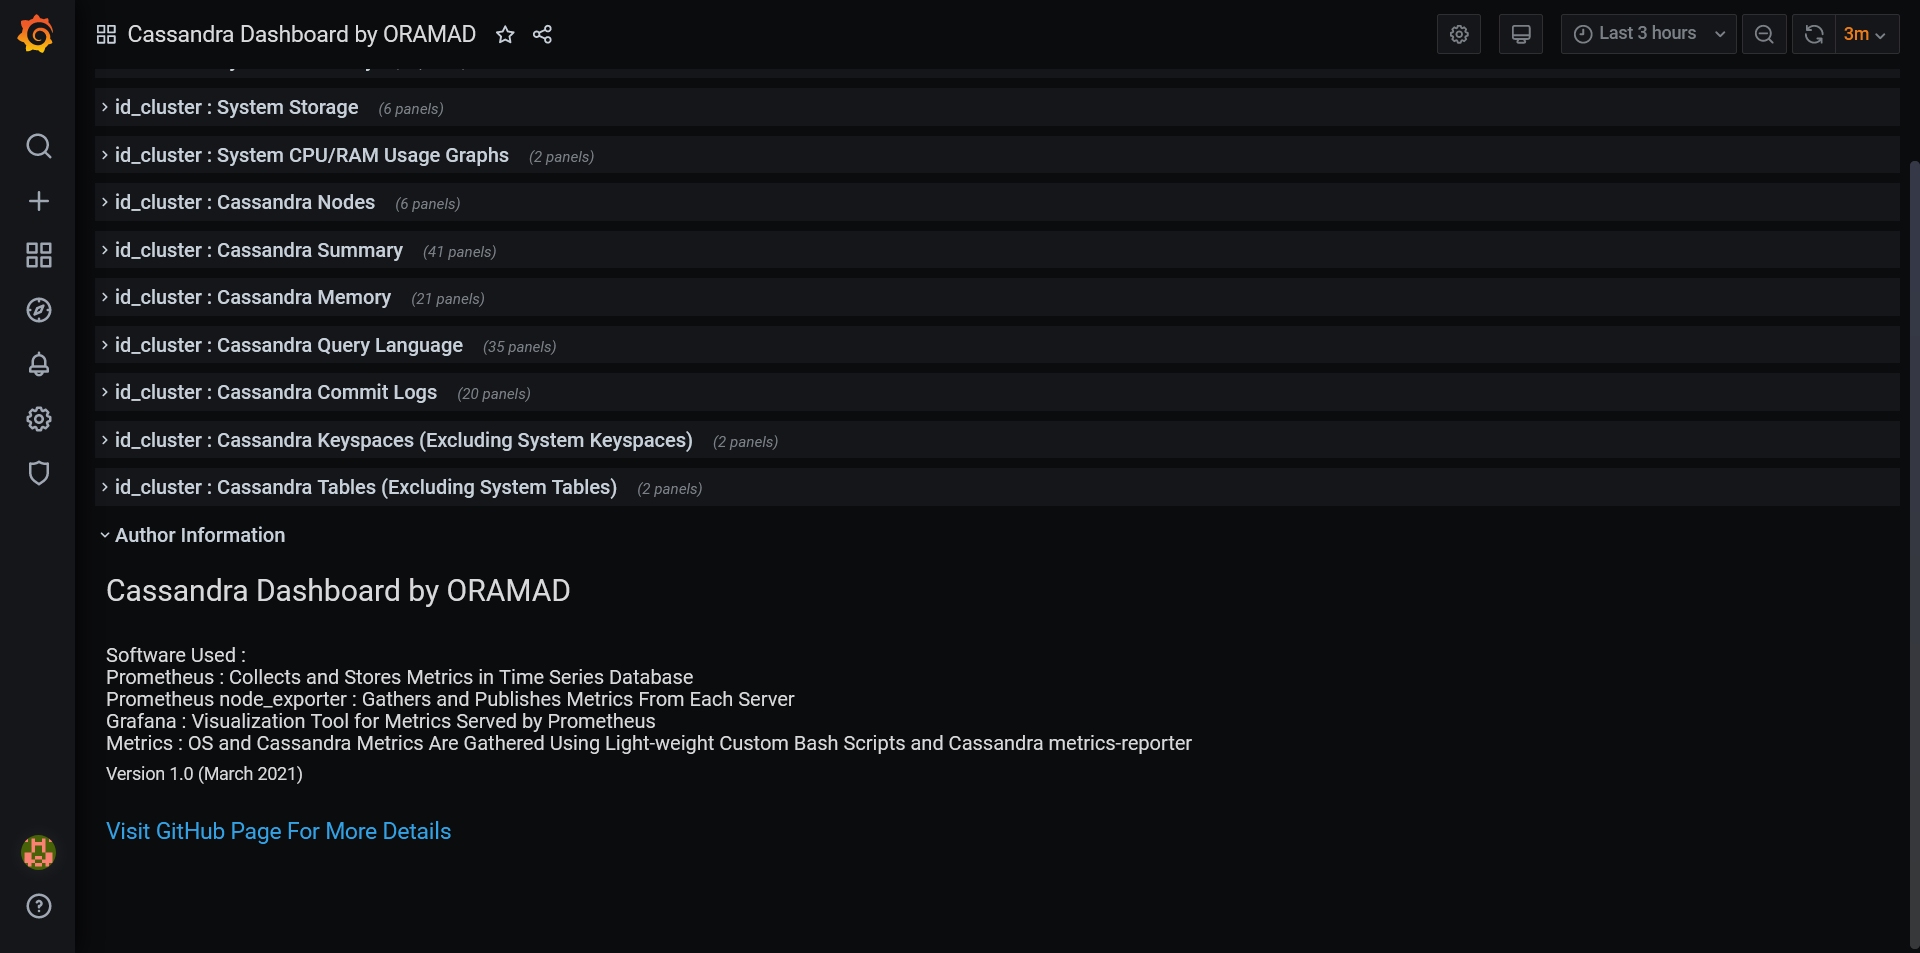 Cassandra Dashboard by ORAMAD
Last 3 hours
3m
id_cluster : System Storage (6 panels)
id_cluster : System CPU/RAM Usage Graphs (2 panels)
id_cluster : Cassandra Nodes (6 panels)
id_cluster : Cassandra Summary (41 panels)
id_cluster : Cassandra Memory (21 panels)
id_cluster : Cassandra Query Language (35 panels)
id_cluster : Cassandra Commit Logs (20 panels)
id_cluster : Cassandra Keyspaces (Excluding System Keyspaces) (2 panels)
id_cluster : Cassandra Tables (Excluding System Tables) (2 panels)
Author Information
Cassandra Dashboard by ORAMAD
Software Used :
Prometheus : Collects and Stores Metrics in Time Series Database
Prometheus node_exporter : Gathers and Publishes Metrics From Each Server
Grafana : Visualization Tool for Metrics Served by Prometheus
Metrics : OS and Cassandra Metrics Are Gathered Using Light-weight Custom Bash Scripts and Cassandra metrics-reporter
Version 1.0 (March 2021)
Visit GitHub Page For More Details